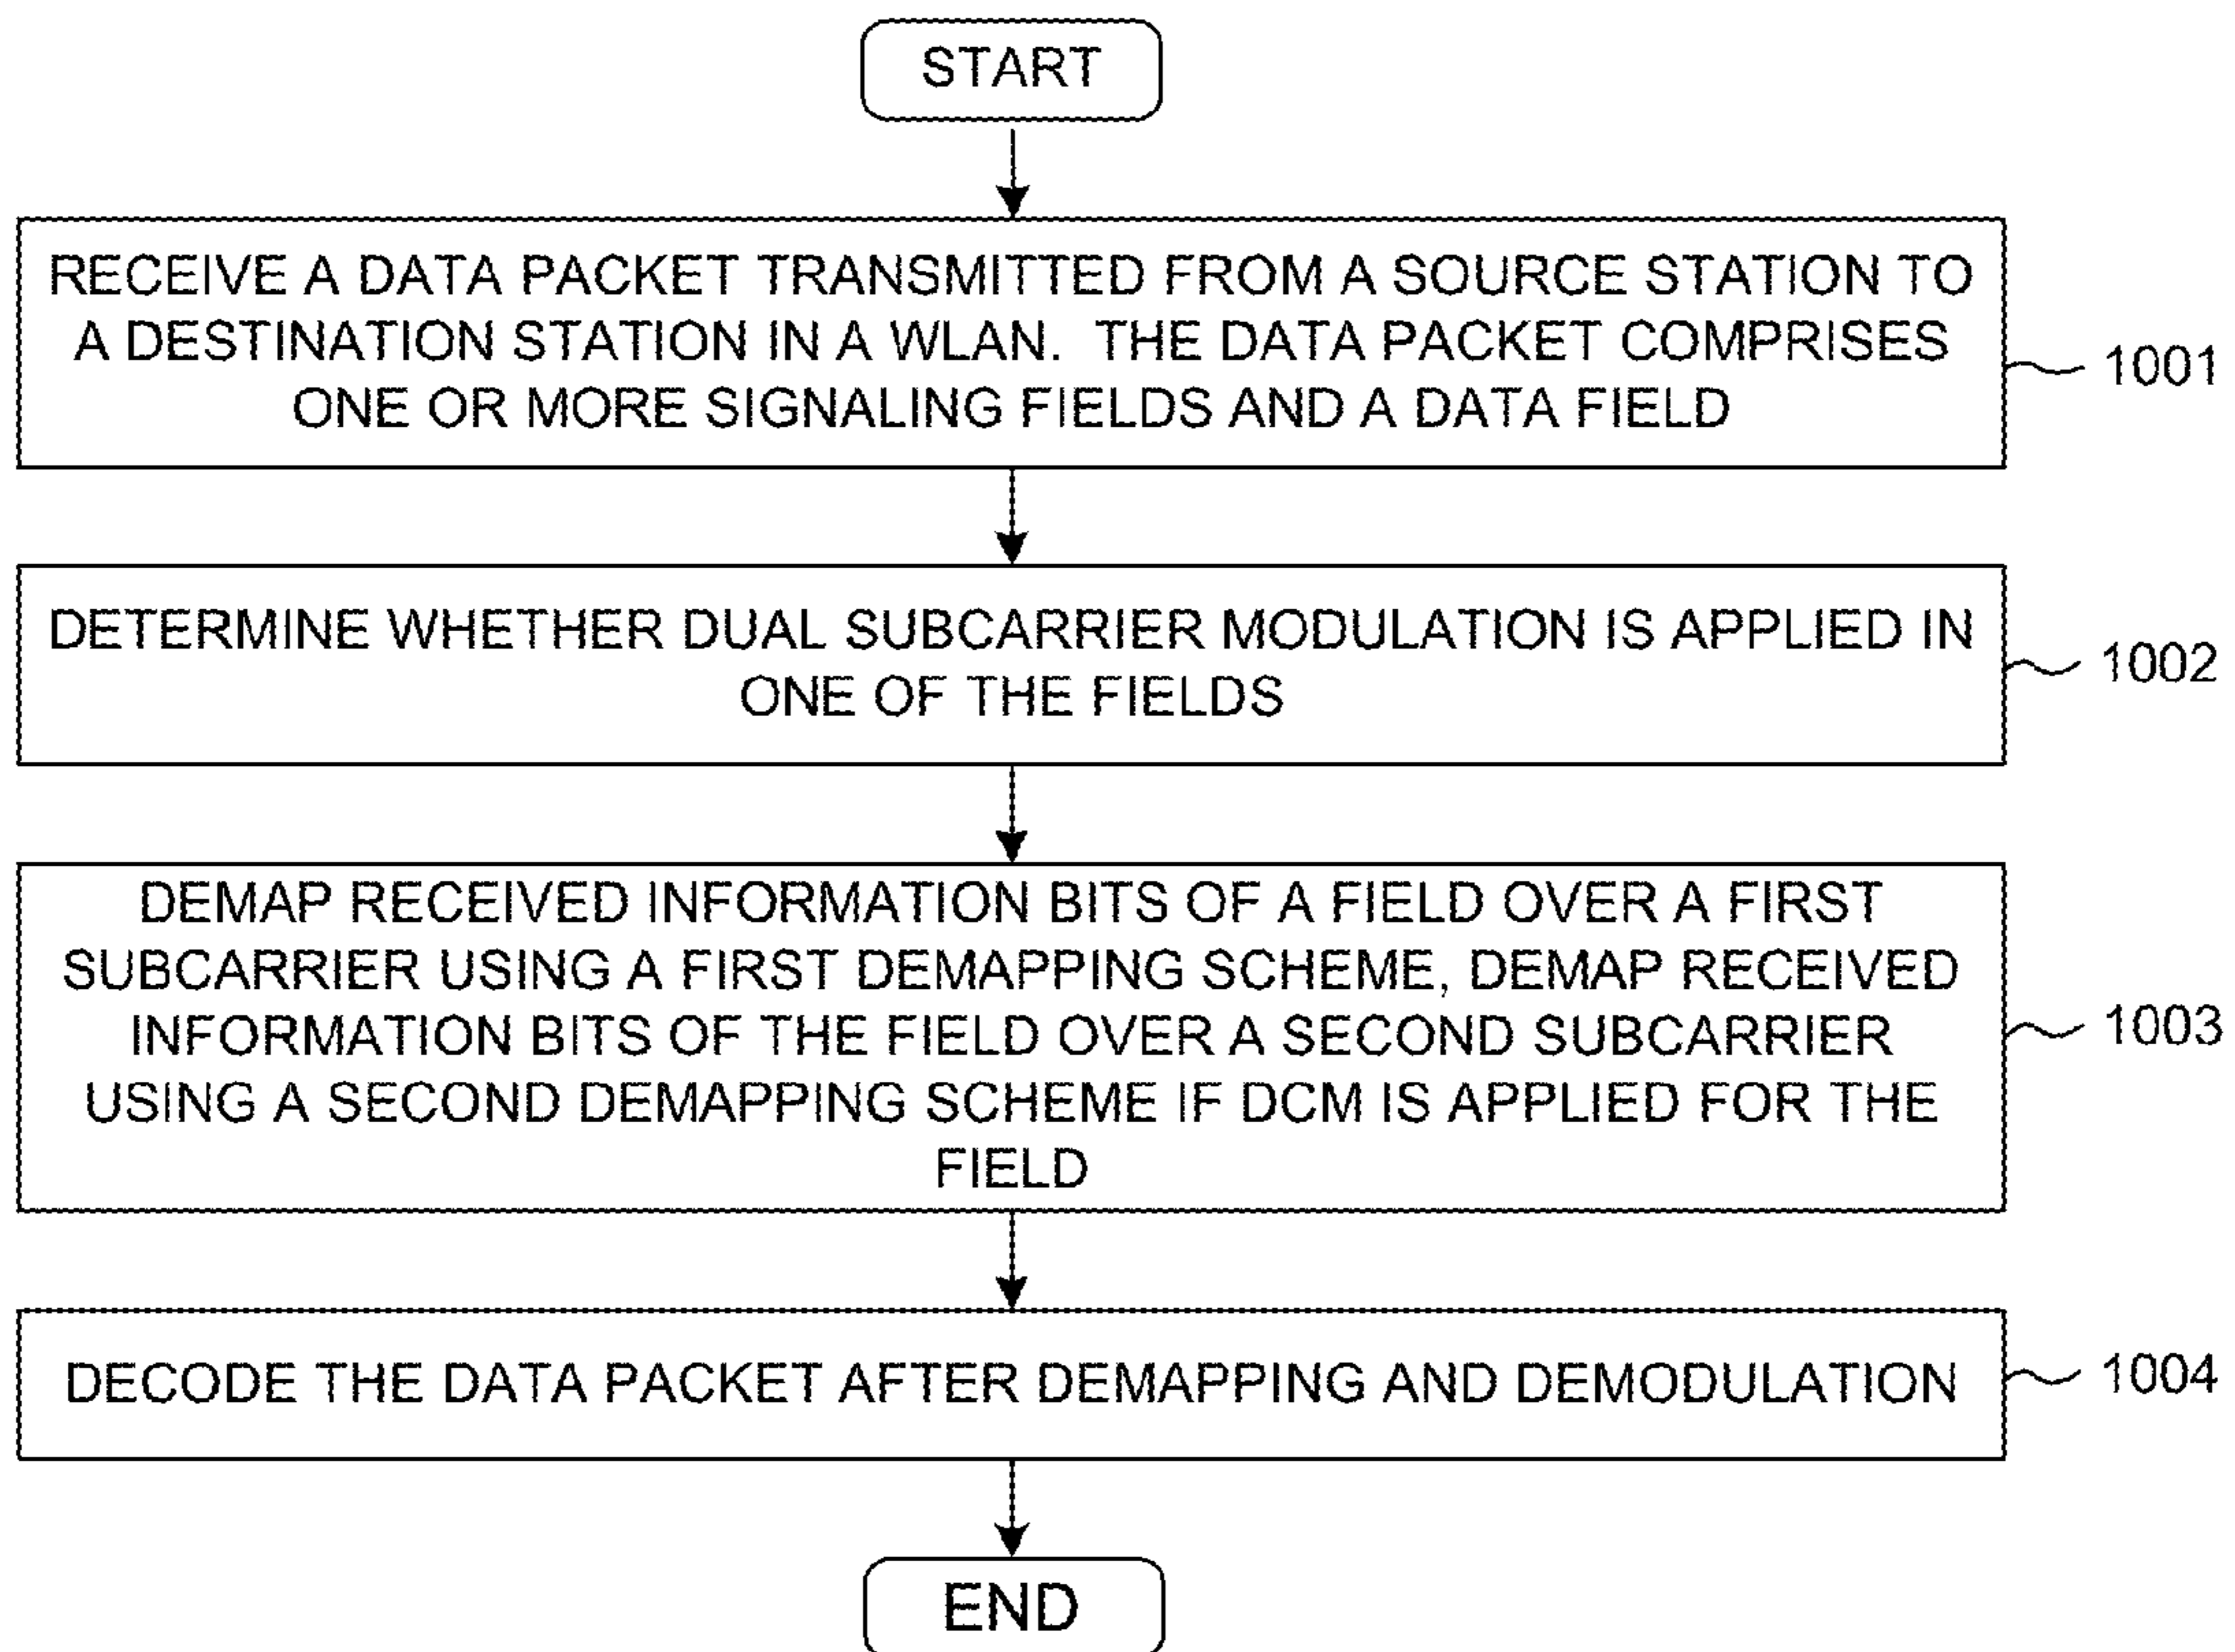 START
RECEIVE A DATA PACKET TRANSMITTED FROM A SOURCE STATION TO
A DESTINATION STATION IN A WLAN. THE DATA PACKET COMPRISES
ONE OR MORE SIGNALING FIELDS AND A DATA FIELD
1001
DETERMINE WHETHER DUAL SUBCARRIER MODULATION IS APPLIED IN
ONE OF THE FIELDS
1002
DEMAP RECEIVED INFORMATION BITS OF A FIELD OVER A FIRST
SUBCARRIER USING A FIRST DEMAPPING SCHEME, DEMAP RECEIVED
INFORMATION BITS OF THE FIELD OVER A SECOND SUBCARRIER
USING A SECOND DEMAPPING SCHEME IF DCM IS APPLIED FOR THE
FIELD
1003
DECODE THE DATA PACKET AFTER DEMAPPING AND DEMODULATION
1004
END